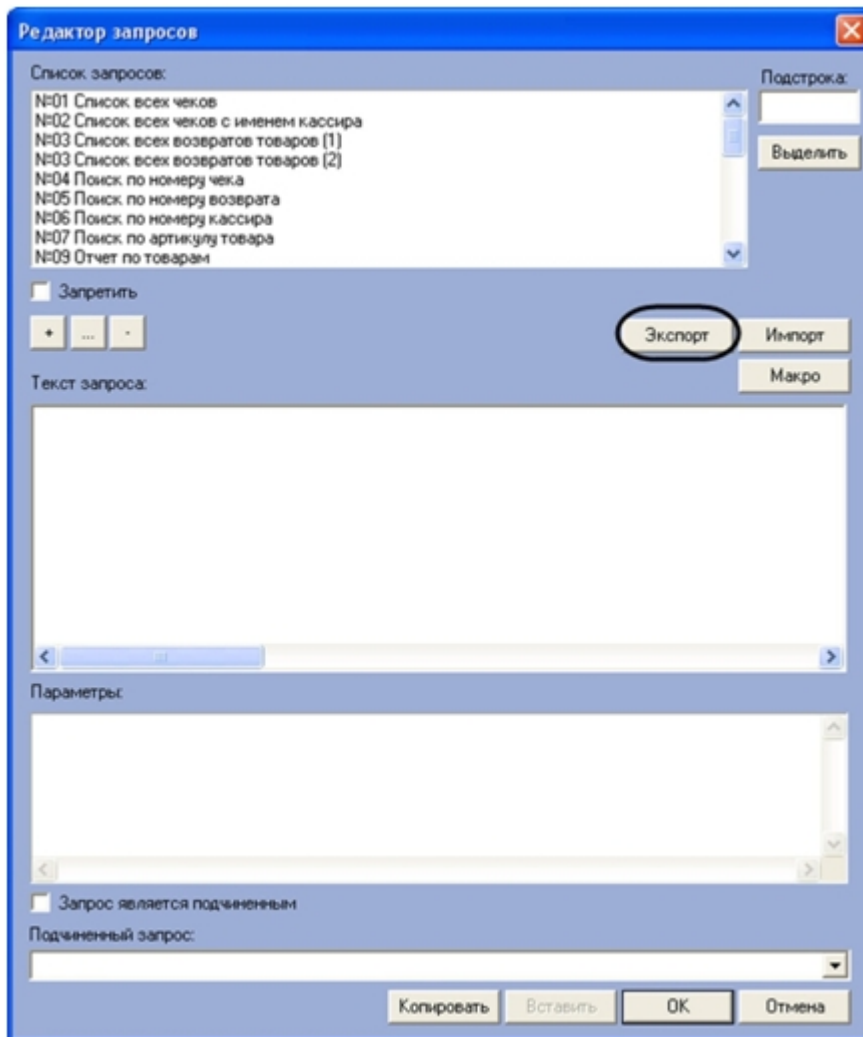 Редактор запросов
Список запросов:
Подстрока:
№01 Список всех чеков
№02 Список всех чеков с именем кассира
№03 Список всех возвратов товаров (1)
№03 Список всех возвратов товаров (2)
№04 Поиск по номеру чека
№05 Поиск по номеру возврата
№06 Поиск по номеру кассира
№07 Поиск по артикулу товара
№09 Отчет по товарам
Выделить
Запретить
+ ... -
Экспорт Импорт
Макро
Текст запроса:
Параметры:
Запрос является подчиненным
Подчиненный запрос:
Копировать Вставить OK Отмена